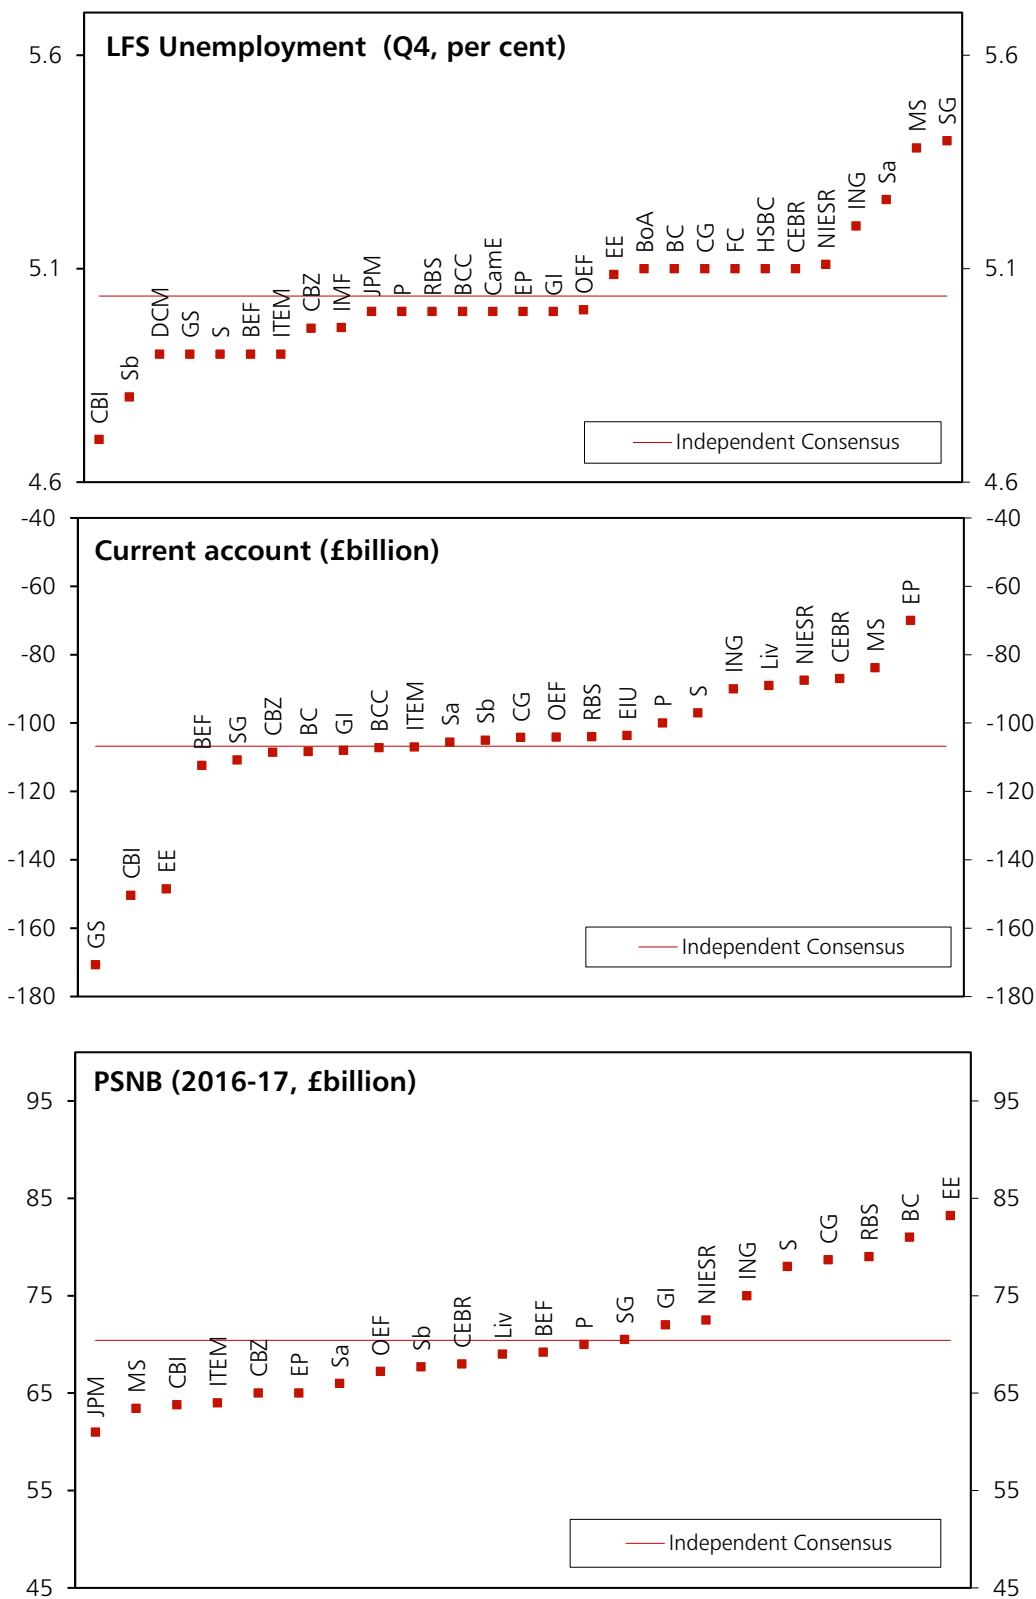 LFS Unemployment (Q4, per cent)
5.6
5.6
5.1
5.1
4.6
4.6
CBI
Sb
DCM
GS
S
BEF
ITEM
CBZ
IMF
JPM
P
RBS
BCC
CamE
EP
GI
OEF
EE
BoA
BC
CG
FC
HSBC
CEBR
NIESR
ING
Sa
MS
SG
Independent Consensus
Current account (£billion)
-40
-40
-60
-60
-80
-80
-100
-100
-120
-120
-140
-140
-160
-160
-180
-180
GS
CBI
EE
BEF
SG
CBZ
BC
GI
BCC
ITEM
Sa
Sb
CG
OEF
RBS
EIU
P
S
ING
Liv
NIESR
CEBR
MS
EP
Independent Consensus
PSNB (2016-17, £billion)
95
95
85
85
75
75
65
65
55
55
45
45
JPM
MS
CBI
ITEM
CBZ
EP
Sa
OEF
Sb
CEBR
Liv
BEF
P
SG
GI
NIESR
ING
S
CG
RBS
BC
EE
Independent Consensus